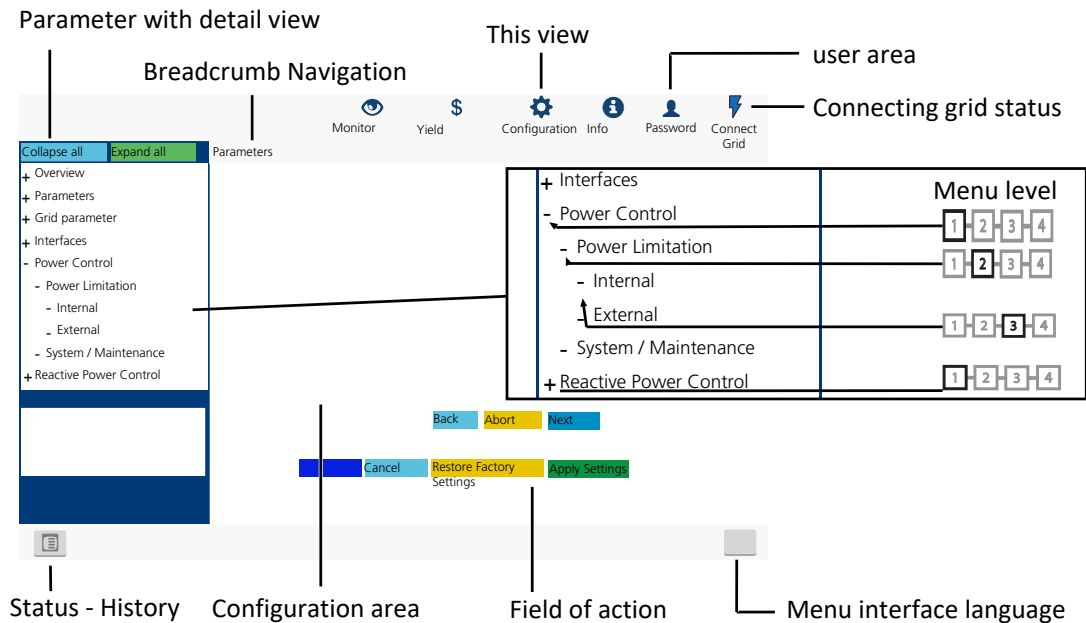 Parameter with detail view
This view
user area
Breadcrumb Navigation
Connecting grid status
$
Monitor
Yield
Configuration
Info
Password
Connect
Grid
Collapse all
Expand all
Parameters
+ Overview
+ Parameters
+ Grid parameter
+ Interfaces
- Power Control
- Power Limitation
- Internal
- External
- System / Maintenance
+ Reactive Power Control
+ Interfaces
Menu level
- Power Control
1 2 3 4
- Power Limitation
1 2 3 4
- Internal
- External
1 2 3 4
- System / Maintenance
+ Reactive Power Control
1 2 3 4
Back
Abort
Next
Cancel
Restore Factory
Settings
Apply Settings
Status - History
Configuration area
Field of action
Menu interface language